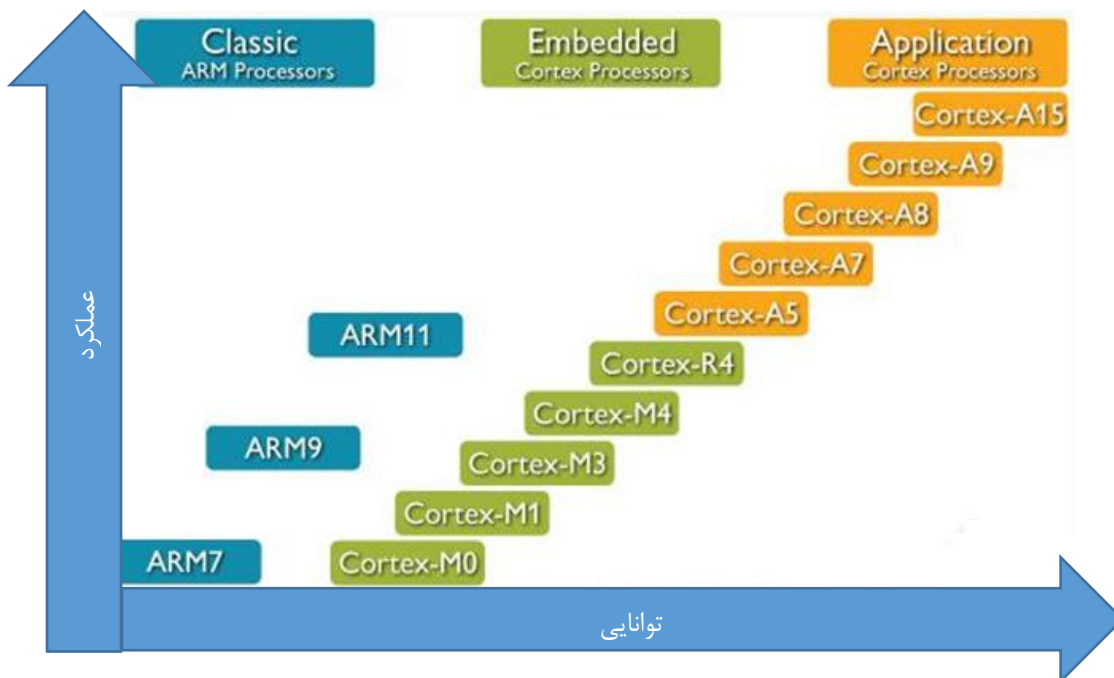 Classic
ARM Processors
Embedded
Cortex Processors
Application
Cortex Processors
Cortex-A15
Cortex-A9
Cortex-A8
Cortex-A7
Cortex-A5
ARM11
Cortex-R4
Cortex-M4
ARM9
Cortex-M3
Cortex-M1
ARM7
Cortex-M0
عملکرد
توانایی